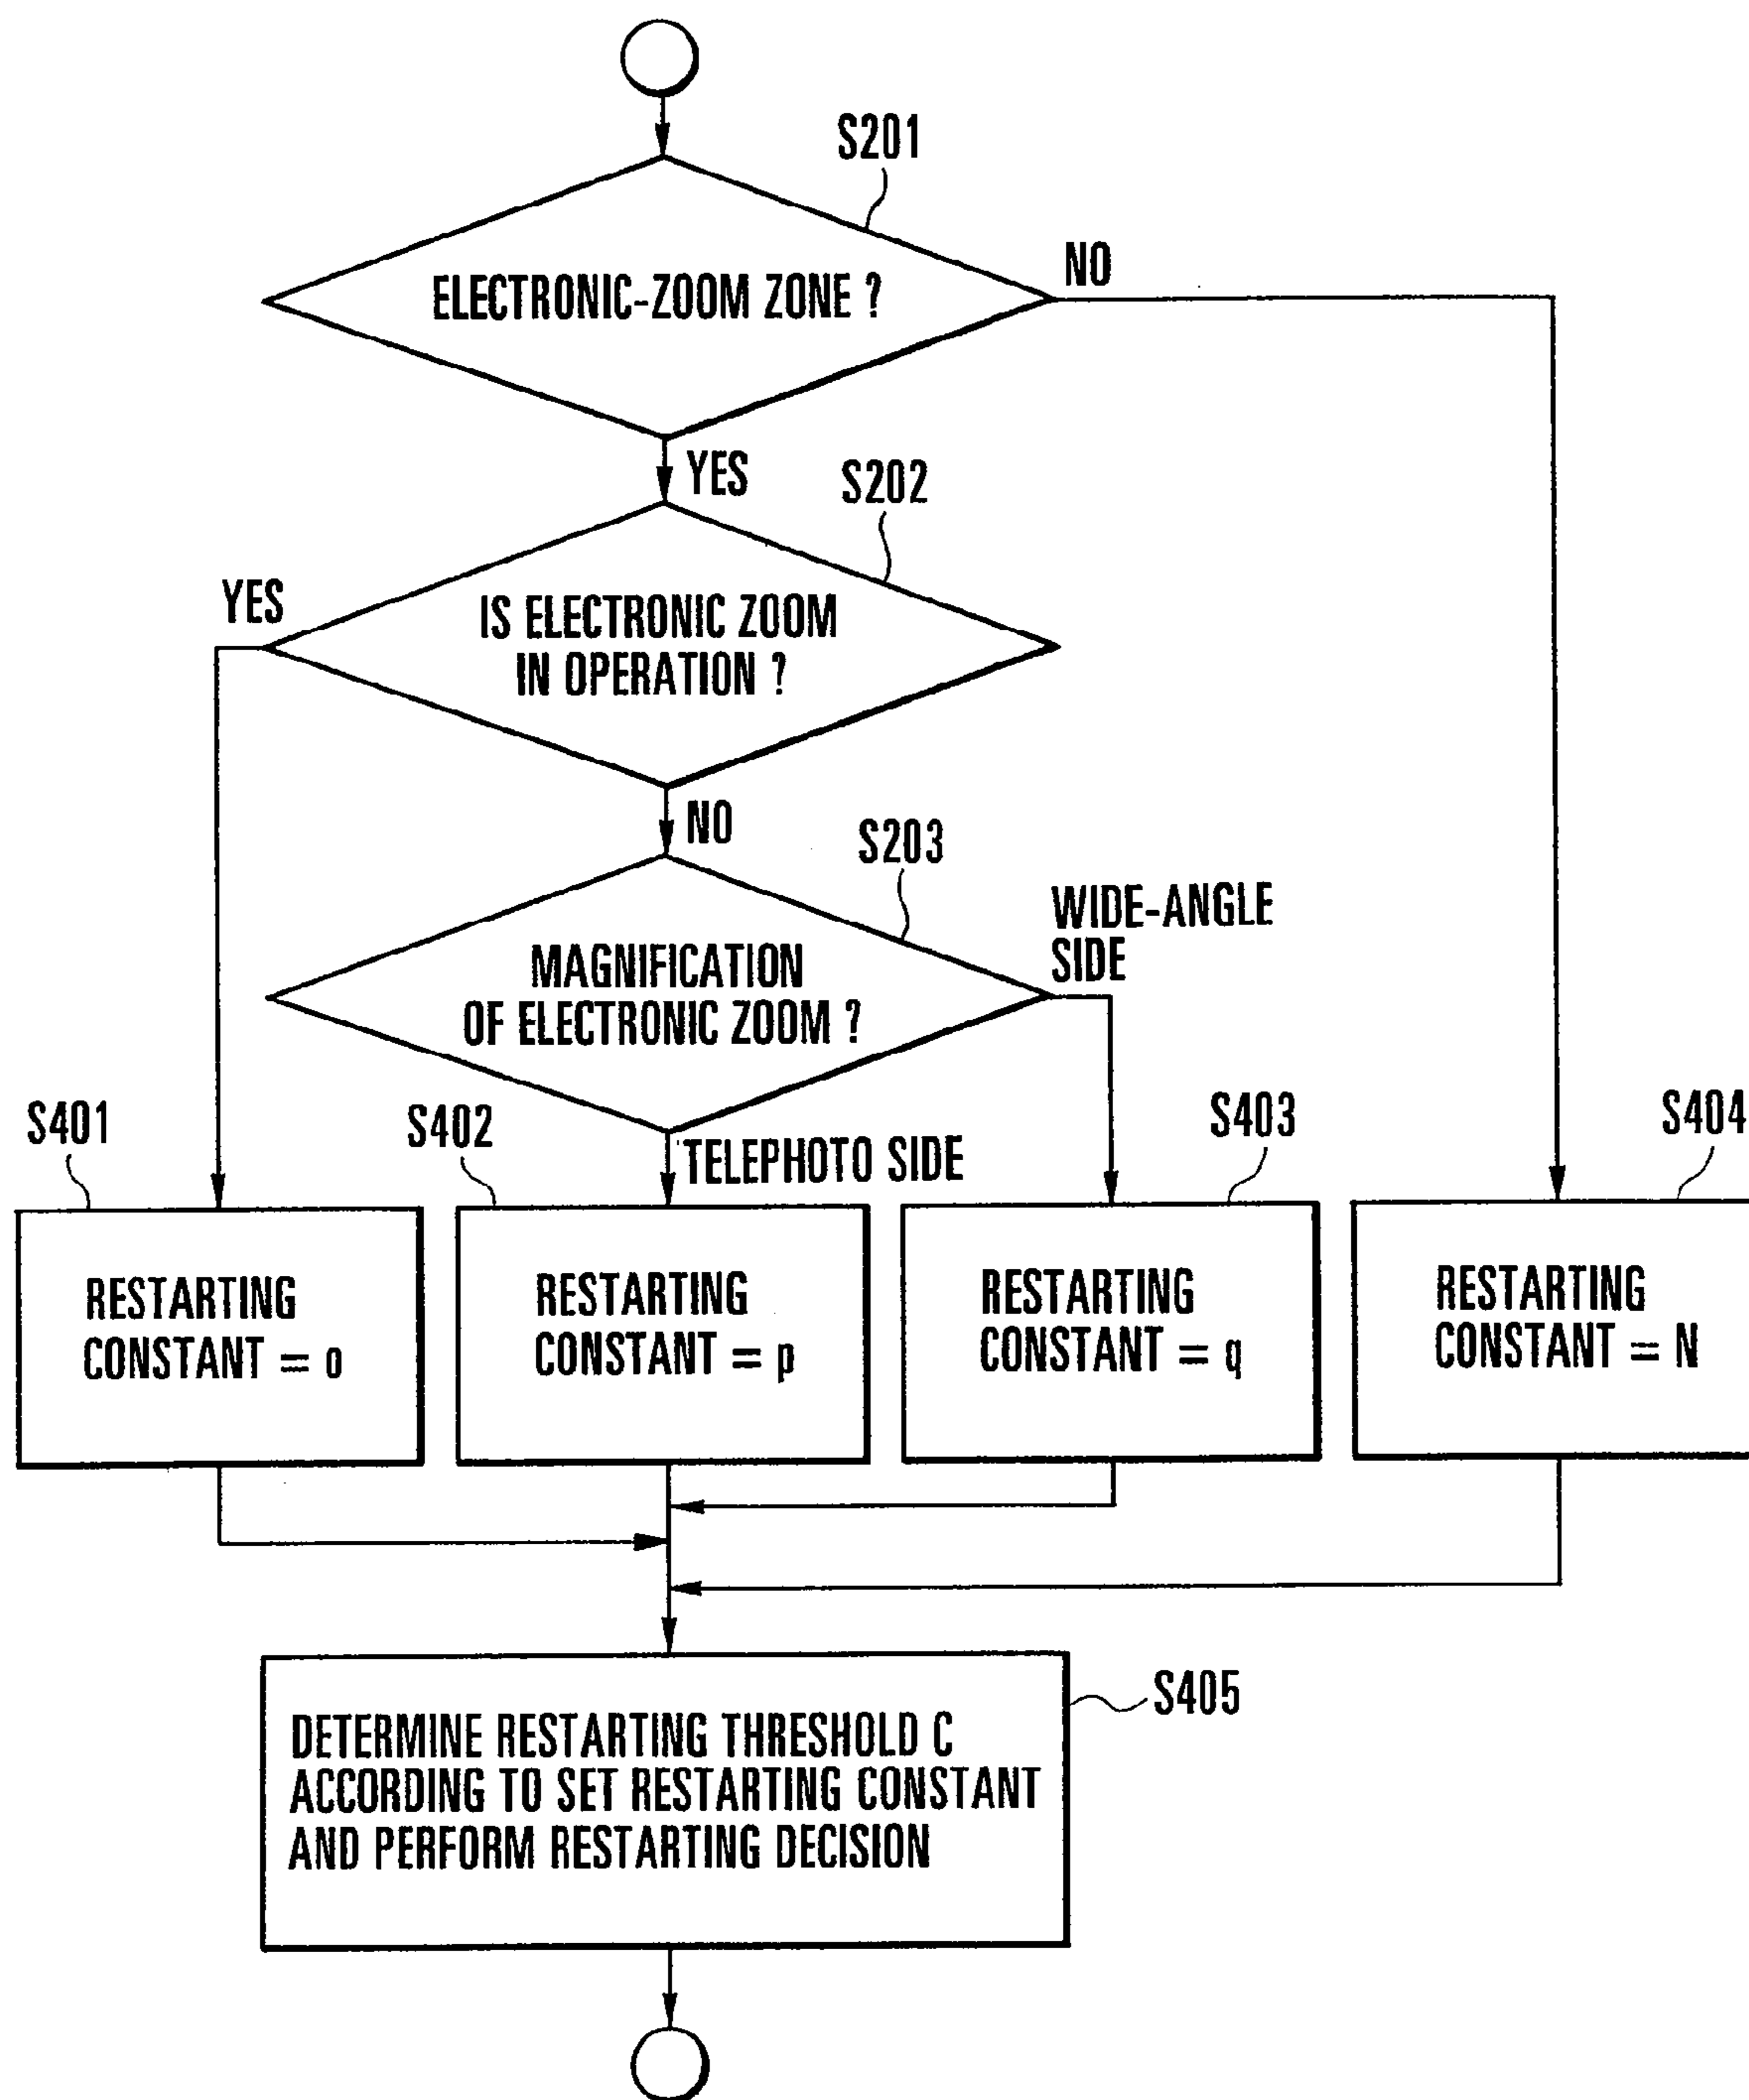 S201
ELECTRONIC-ZOOM ZONE ?
NO
YES
S202
YES
IS ELECTRONIC ZOOM
IN OPERATION ?
NO
S203
WIDE-ANGLE
SIDE
MAGNIFICATION
OF ELECTRONIC ZOOM ?
TELEPHOTO SIDE
S401
S402
S403
S404
RESTARTING
CONSTANT = o
RESTARTING
CONSTANT = p
RESTARTING
CONSTANT = q
RESTARTING
CONSTANT = N
S405
DETERMINE RESTARTING THRESHOLD C
ACCORDING TO SET RESTARTING CONSTANT
AND PERFORM RESTARTING DECISION